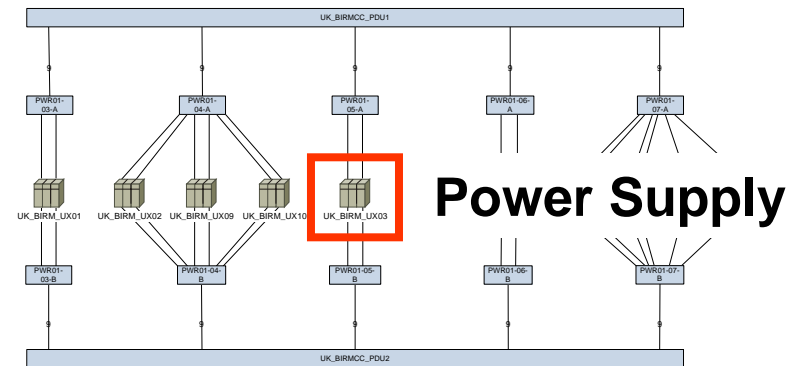 UK_BIRMCC_PDU1
9 9 9 9 9
PWR01-
03-A
PWR01-
04-A
PWR01-
05-A
PWR01-06-
A
PWR01-
07-A
Power Supply
UK_BIRM_UX01 UK_BIRM_UX02 UK_BIRM_UX09 UK_BIRM_UX10 UK_BIRM_UX03
PWR01-
03-B
PWR01-04-
B
PWR01-05-
B
PWR01-06-
B
PWR01-07-
B
9 9 9 9 9
UK_BIRMCC_PDU2